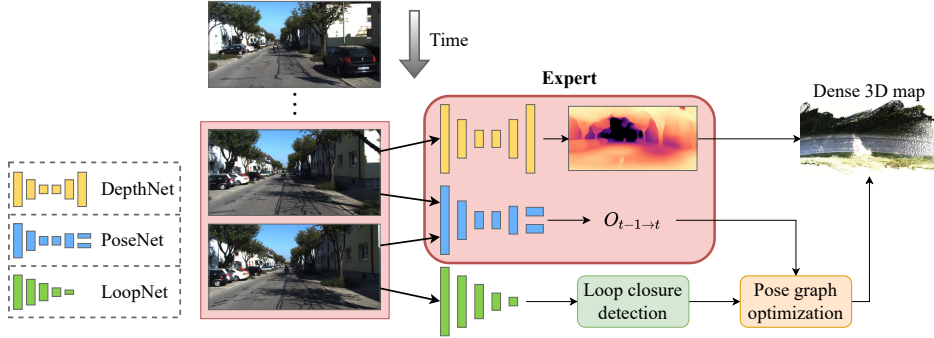 Time
Expert
Dense 3D map
DepthNet
PoseNet
LoopNet
O_{t−1→t}
Loop closure
detection
Pose graph
optimization